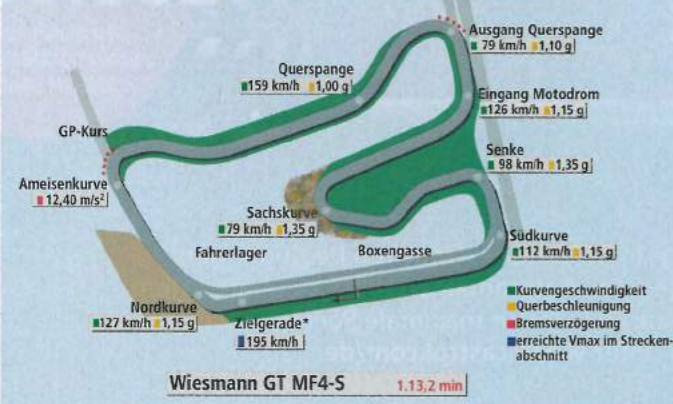 Ausgang Querspange
79 km/h 1,10 g
Querspange
159 km/h 1,00 g
Eingang Motodrom
126 km/h 1,15 g
GP-Kurs
Senke
98 km/h 1,35 g
Ameisenkurve
12,40 m/s²
Sachskurve
79 km/h 1,35 g
Fahrerlager
Boxengasse
Südkurve
112 km/h 1,15 g
Nordkurve
127 km/h 1,15 g
Zielgerade*
195 km/h
Kurvengeschwindigkeit
Querbeschleunigung
Bremsverzögerung
erreichte Vmax im Strecken-
abschnitt
Wiesmann GT MF4-S 1.13,2 min